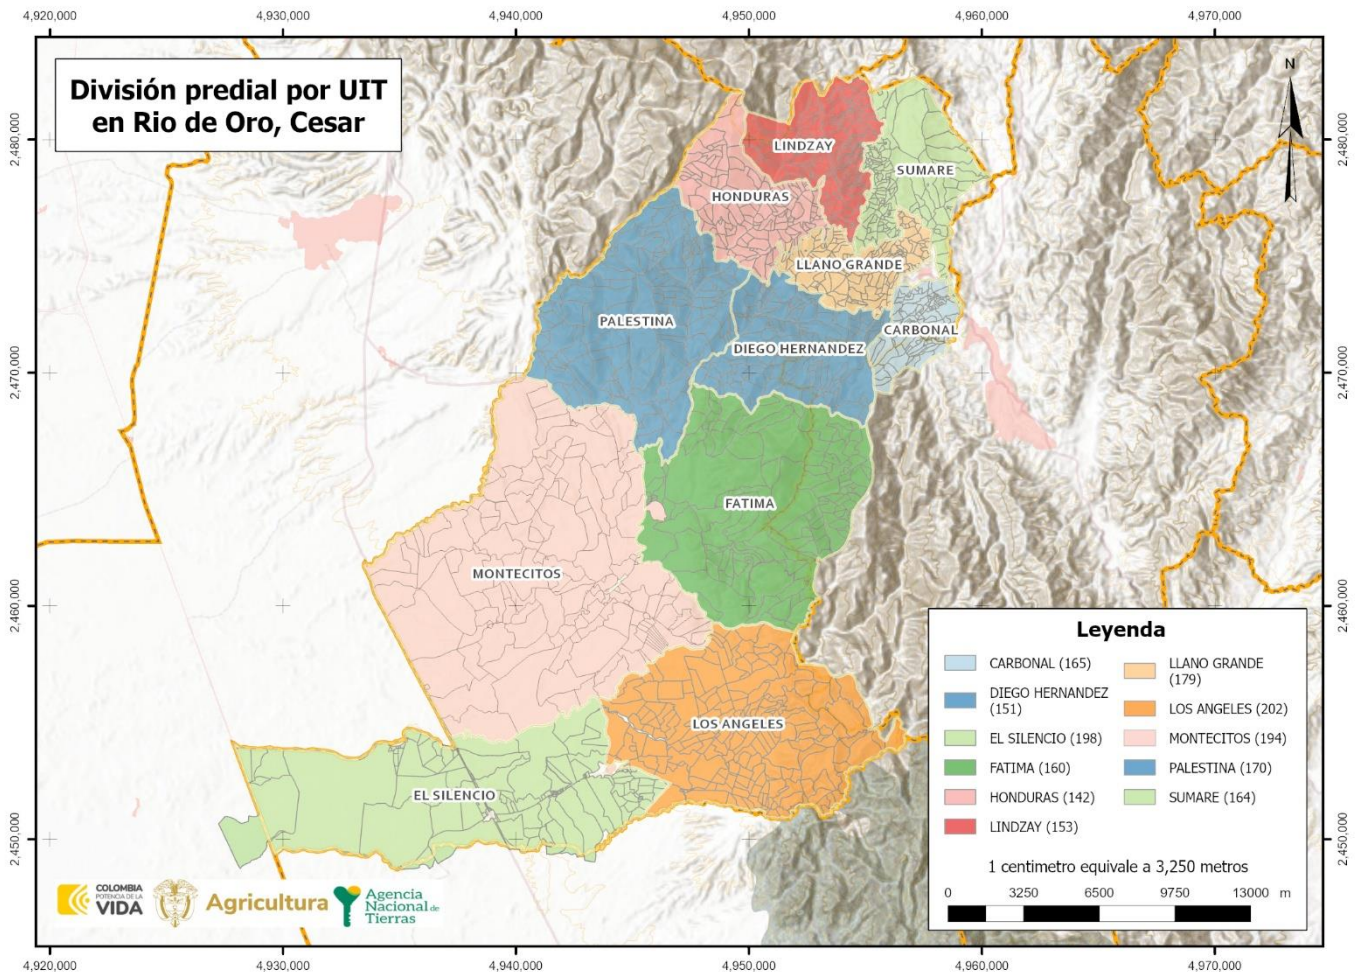 4,920,000 4,930,000 4,940,000 4,950,000 4,960,000 4,970,000
División predial por UIT
en Rio de Oro, Cesar
N
2,480,000
2,480,000
LINDZAY
SUMARE
HONDURAS
LLANO GRANDE
PALESTINA
CARBONAL
DIEGO HERNANDEZ
2,470,000
2,470,000
FATIMA
MONTECITOS
2,460,000
2,460,000
LOS ANGELES
EL SILENCIO
2,450,000
2,450,000
Leyenda
CARBONAL (165)
DIEGO HERNANDEZ
(151)
EL SILENCIO (198)
FATIMA (160)
HONDURAS (142)
LINDZAY (153)
LLANO GRANDE
(179)
LOS ANGELES (202)
MONTECITOS (194)
PALESTINA (170)
SUMARE (164)
1 centimetro equivale a 3,250 metros
0 3250 6500 9750 13000 m
COLOMBIA
POTENCIA DE LA
VIDA
Agricultura
Agencia
Nacional de
Tierras
4,920,000 4,930,000 4,940,000 4,950,000 4,960,000 4,970,000